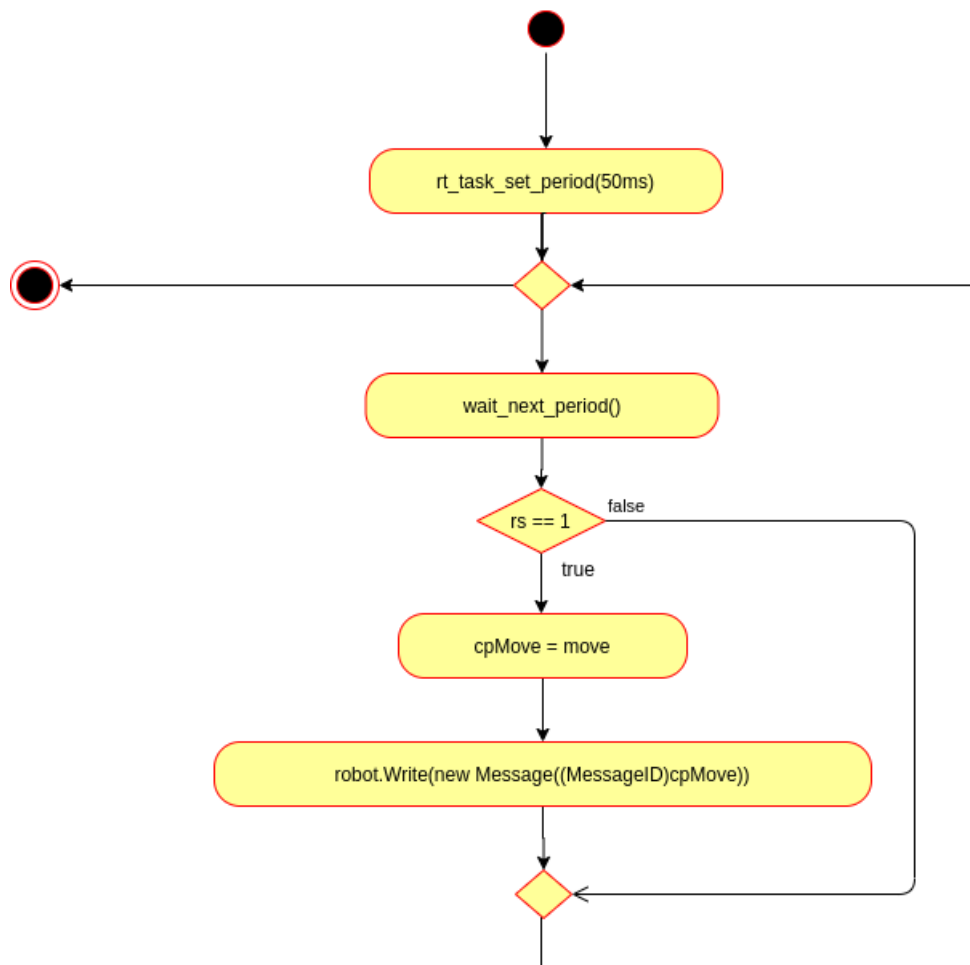 rt_task_set_period(50ms)
wait_next_period()
rs == 1
false
true
cpMove = move
robot.Write(new Message((MessageID)cpMove))